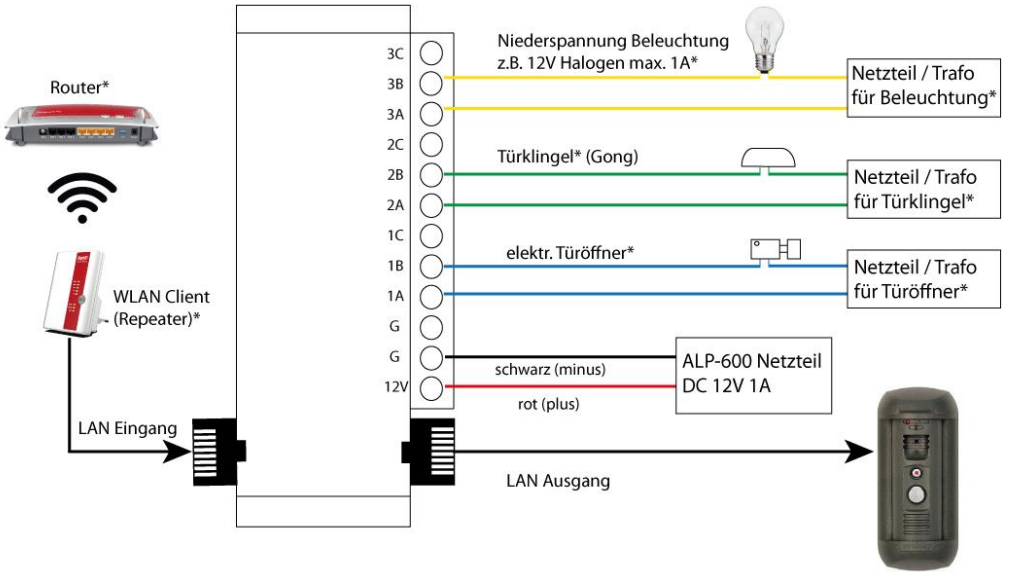 Router*
WLAN Client
(Repeater)*
LAN Eingang
3C
3B
3A
2C
2B
2A
1C
1B
1A
G
G
12V
Niederspannung Beleuchtung
z.B. 12V Halogen max. 1A*
Netzteil / Trafo
für Beleuchtung*
Türklingel* (Gong)
Netzteil / Trafo
für Türklingel*
elektr. Türöffner*
Netzteil / Trafo
für Türöffner*
schwarz (minus)
rot (plus)
ALP-600 Netzteil
DC 12V 1A
LAN Ausgang